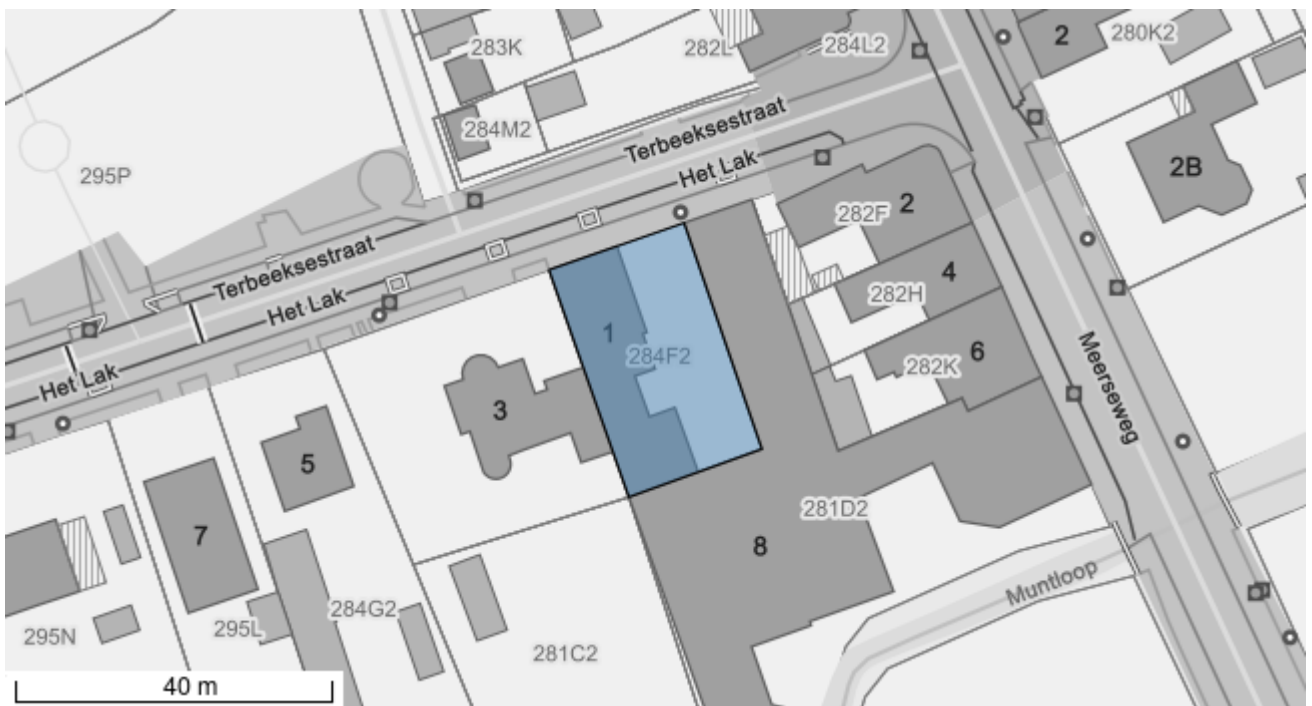 283K
282L
284L2
2
280K2
284M2
Terbeeksestraat
Het Lak
295P
2B
282F
2
Terbeeksestraat
Het Lak
4
282H
1
284F2
6
282K
Het Lak
Meerseweg
3
5
7
281D2
8
Muntloop
284G2
295L
295N
281C2
40 m